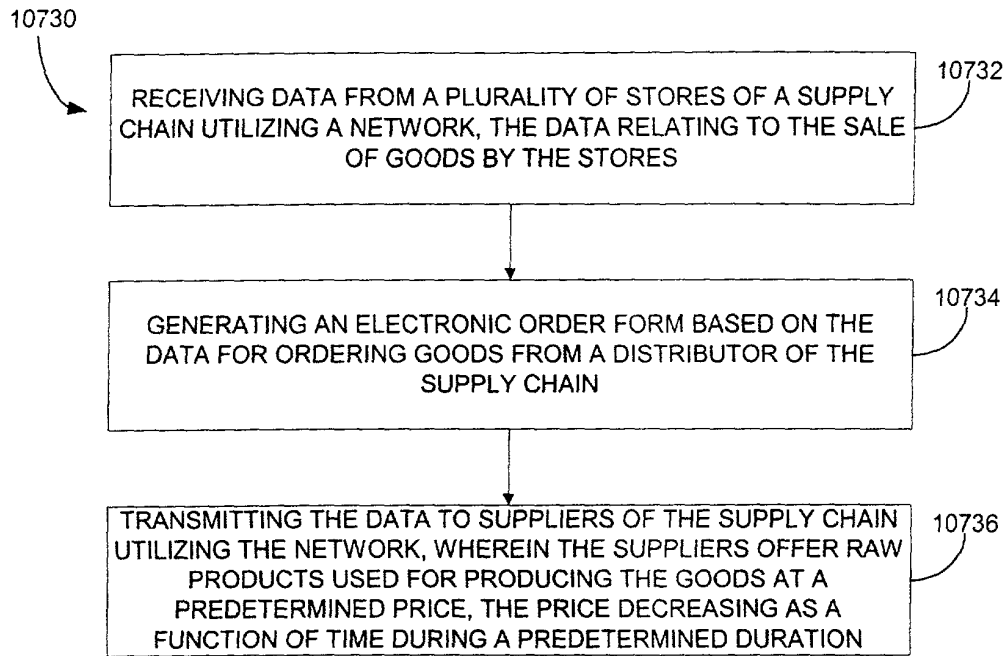 10730
10732
RECEIVING DATA FROM A PLURALITY OF STORES OF A SUPPLY
CHAIN UTILIZING A NETWORK, THE DATA RELATING TO THE SALE
OF GOODS BY THE STORES
10734
GENERATING AN ELECTRONIC ORDER FORM BASED ON THE
DATA FOR ORDERING GOODS FROM A DISTRIBUTOR OF THE
SUPPLY CHAIN
10736
TRANSMITTING THE DATA TO SUPPLIERS OF THE SUPPLY CHAIN
UTILIZING THE NETWORK, WHEREIN THE SUPPLIERS OFFER RAW
PRODUCTS USED FOR PRODUCING THE GOODS AT A
PREDETERMINED PRICE, THE PRICE DECREASING AS A
FUNCTION OF TIME DURING A PREDETERMINED DURATION